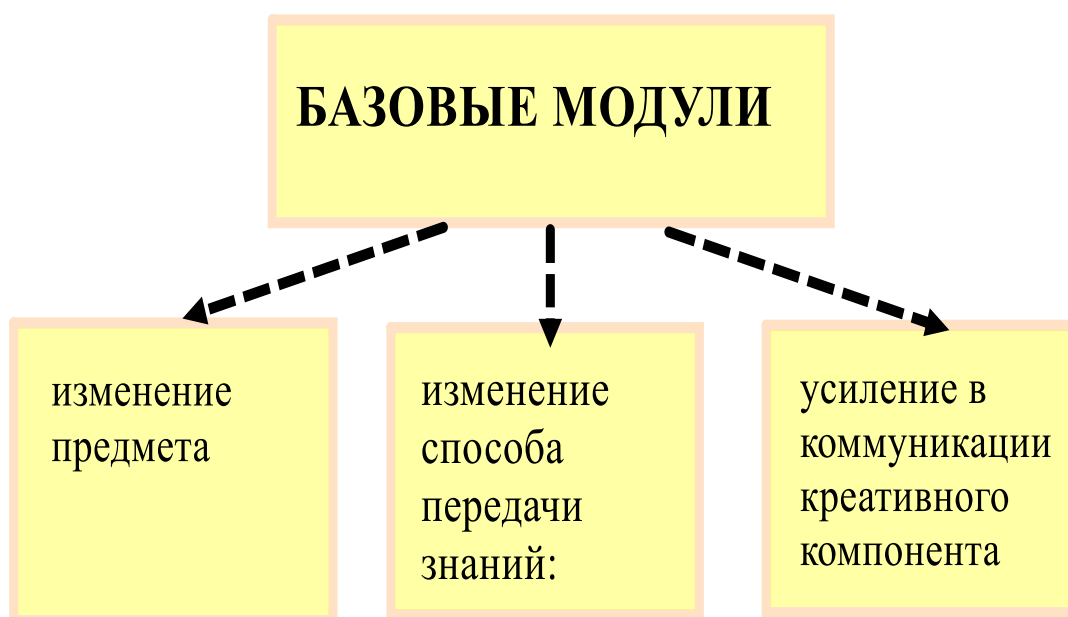 БАЗОВЫЕ МОДУЛИ
изменение
предмета
изменение
способа
передачи
знаний:
усиление в
коммуникации
креативного
компонента